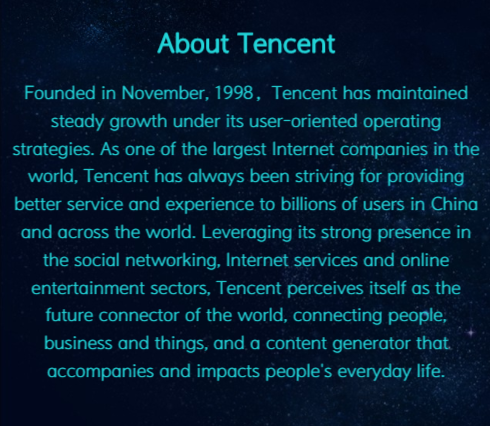 About Tencent
Founded in November, 1998，Tencent has maintained
steady growth under its user-oriented operating
strategies. As one of the largest Internet companies in the
world, Tencent has always been striving for providing
better service and experience to billions of users in China
and across the world. Leveraging its strong presence in
the social networking, Internet services and online
entertainment sectors, Tencent perceives itself as the
future connector of the world, connecting people,
business and things, and a content generator that
accompanies and impacts people's everyday life.